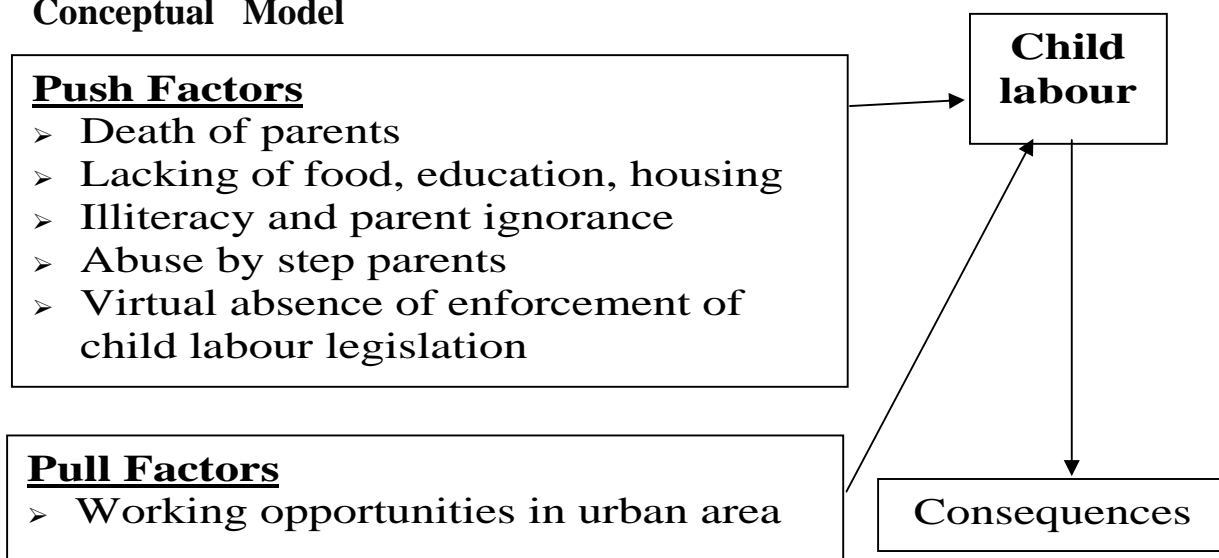 Conceptual Model
Child
labour
Push Factors
➢ Death of parents
➢ Lacking of food, education, housing
➢ Illiteracy and parent ignorance
➢ Abuse by step parents
➢ Virtual absence of enforcement of
child labour legislation
Pull Factors
➢ Working opportunities in urban area
Consequences